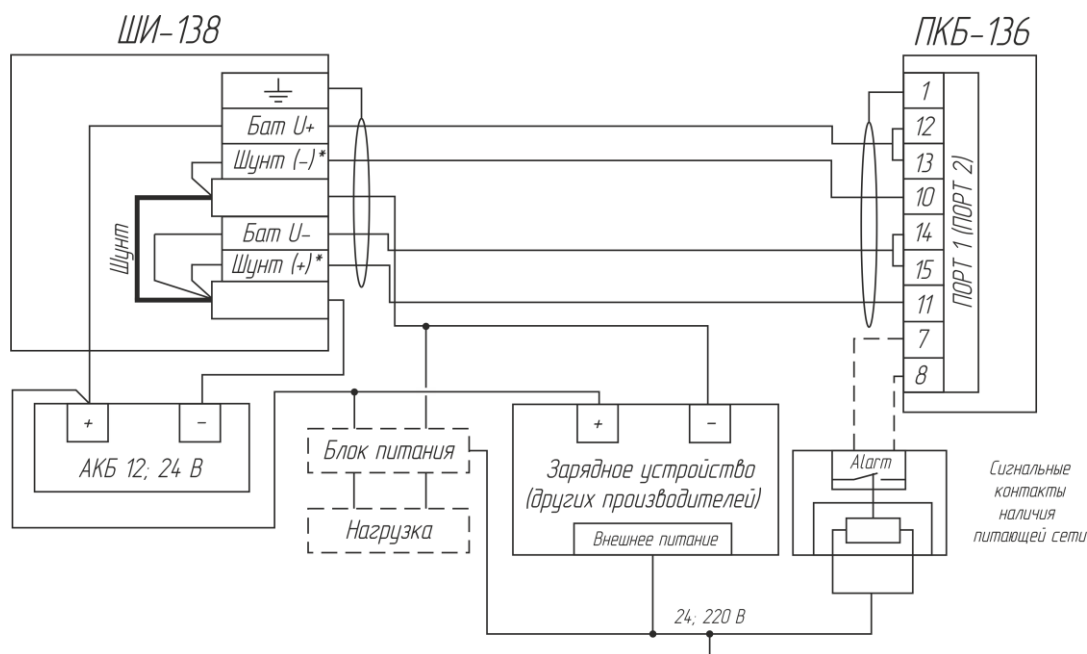 ШИ-138
ПКБ-136
Бат U+
Шунт (-)*
Бат U-
Шунт (+)*
Шунт
1
12
13
10
14
15
11
7
8
ПОРТ 1 (ПОРТ 2)
+
-
АКБ 12; 24 В
Блок питания
Нагрузка
+
-
Зарядное устройство
(других производителей)
Внешнее питание
Alarm
Сигнальные
контакты
наличия
питающей сети
24; 220 В